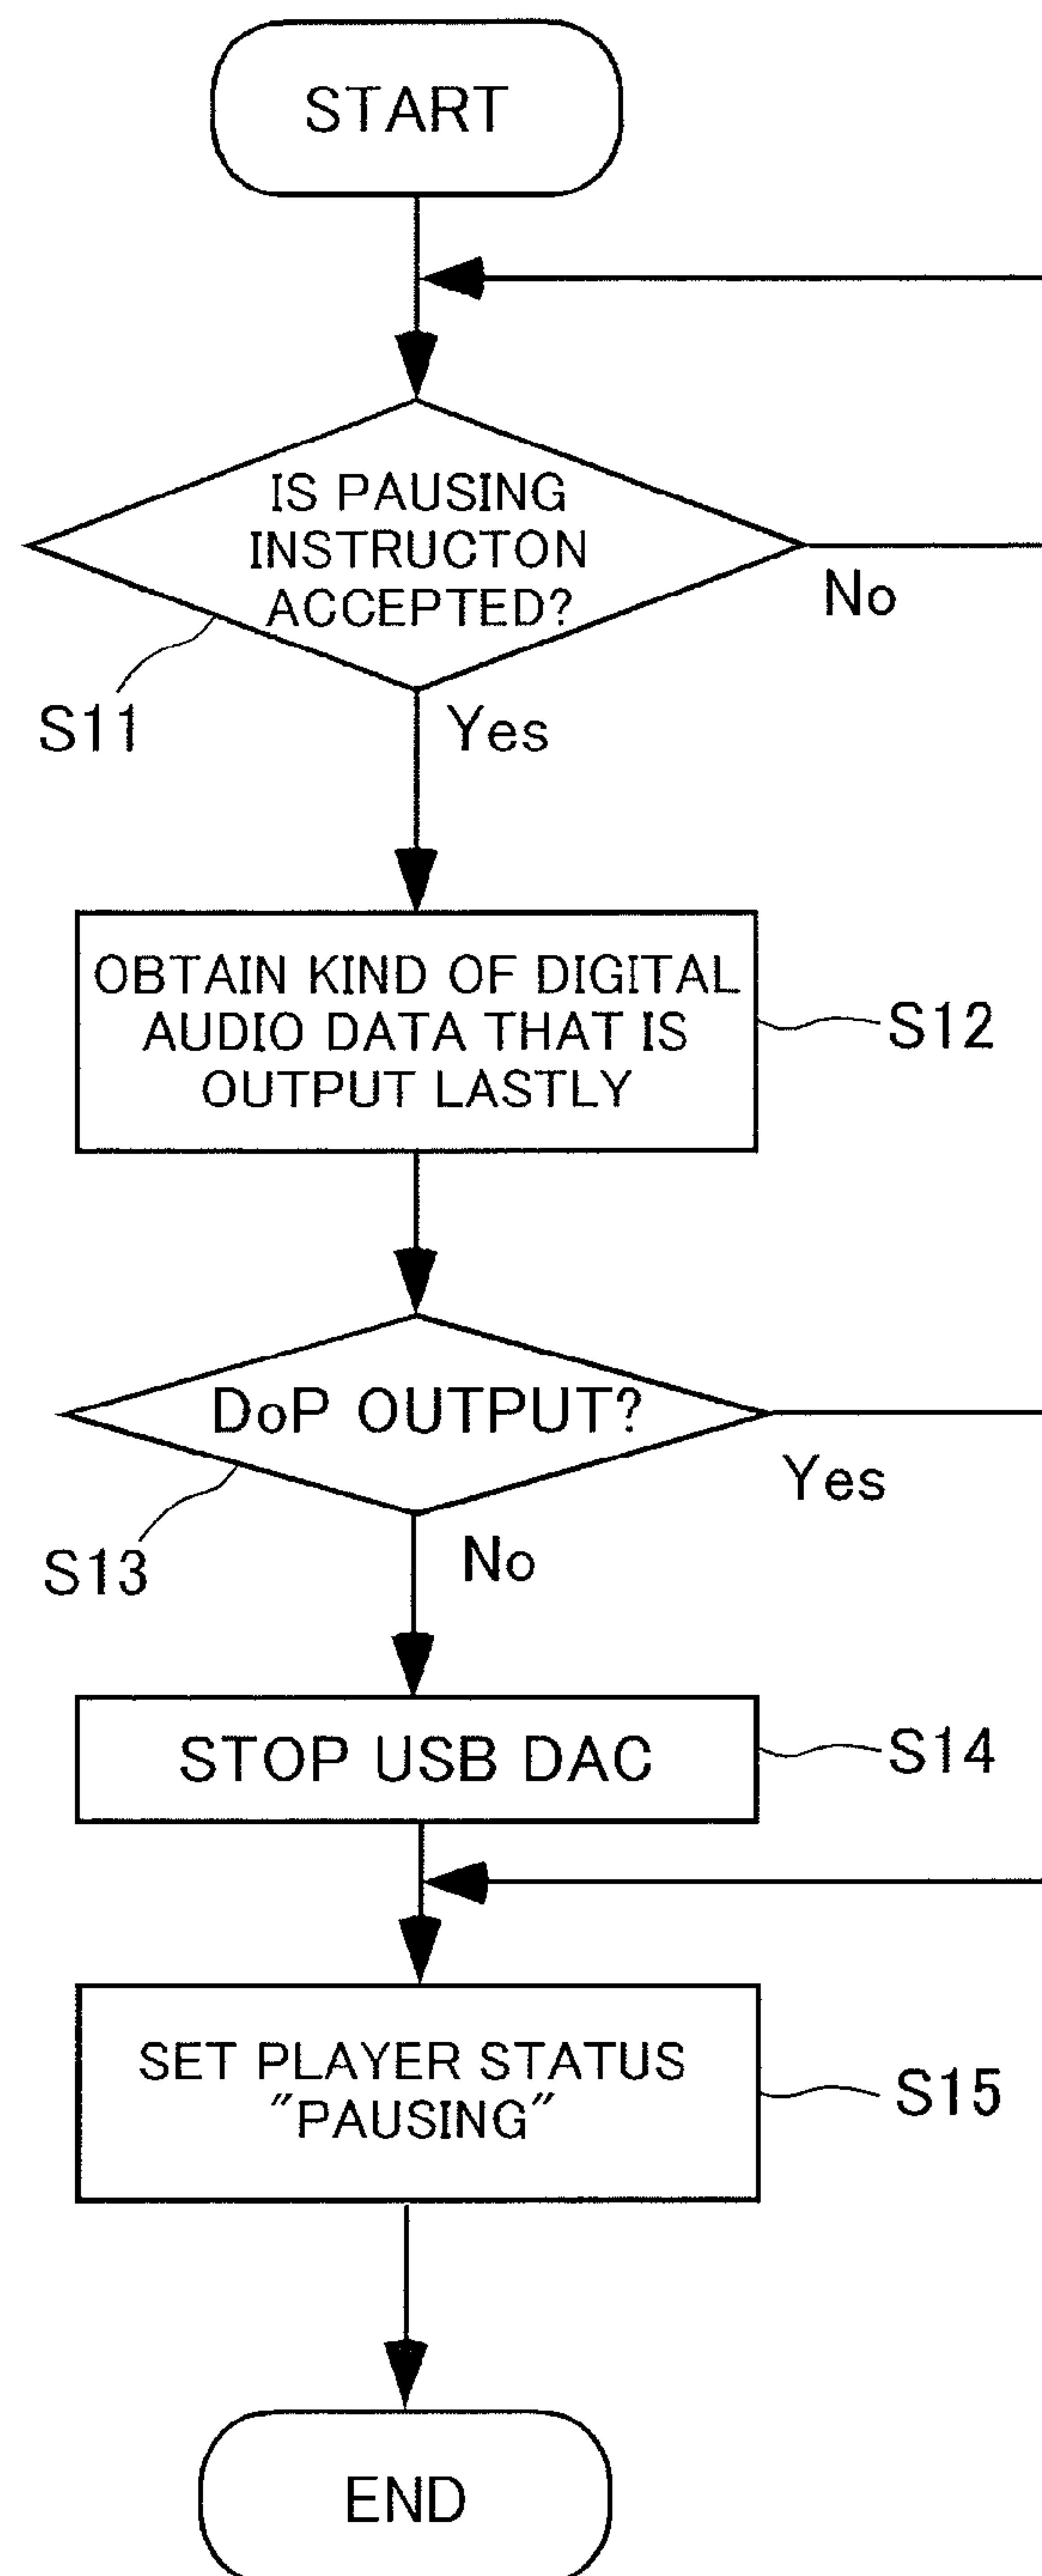 START
IS PAUSING
INSTRUCTON
ACCEPTED?
No
S11
Yes
OBTAIN KIND OF DIGITAL
AUDIO DATA THAT IS
OUTPUT LASTLY
S12
DoP OUTPUT?
Yes
S13
No
STOP USB DAC
S14
SET PLAYER STATUS
"PAUSING"
S15
END